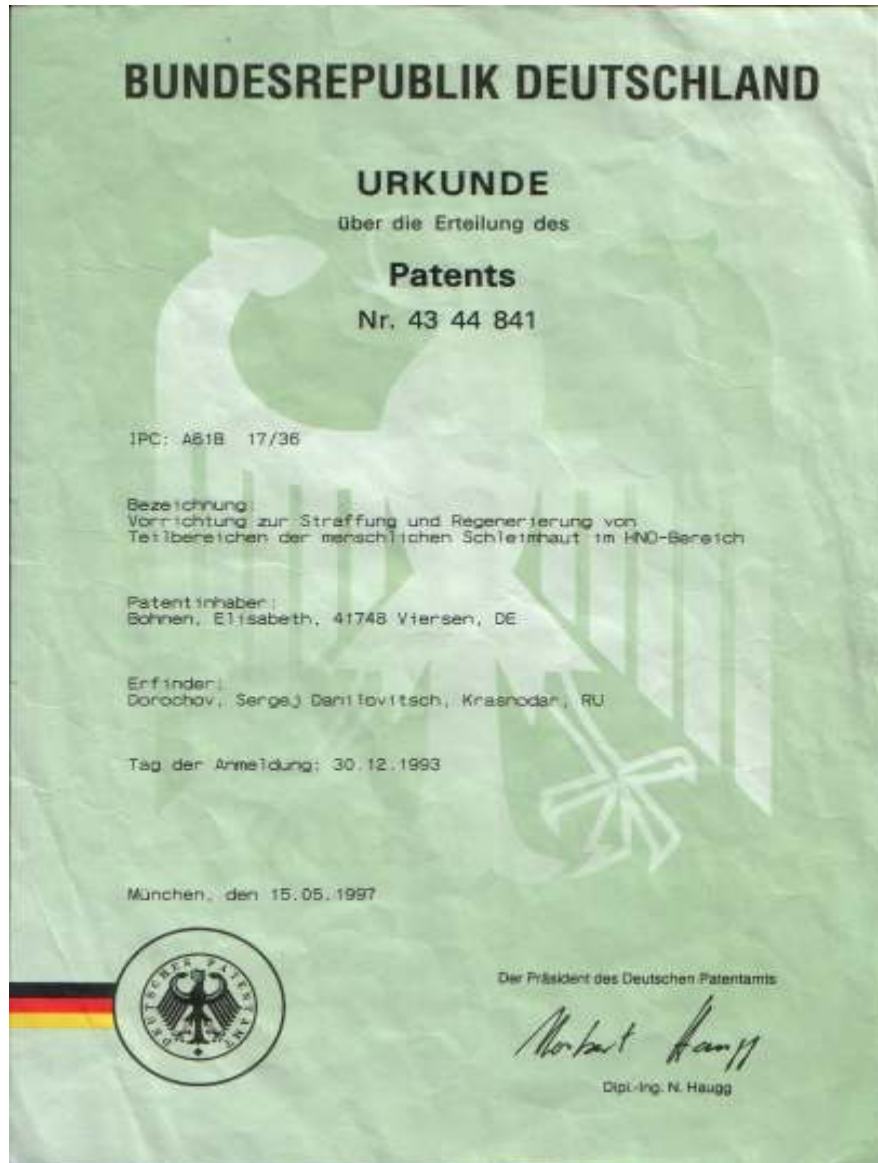 BUNDESREPUBLIK DEUTSCHLAND
URKUNDE
über die Erteilung des
Patents
Nr. 43 44 841
IPC: A61B 17/36
Bezeichnung:
Vorrichtung zur Straffung und Regenerierung von
Teilbereichen der menschlichen Schleimhaut im HNO-Bereich
Patentinhaber:
Bohnen, Elisabeth, 41748 Viersen, DE
Erfinder:
Dorochov, Sergej Danilovitsch, Krasnodar, RU
Tag der Anmeldung: 30.12.1993
München, den 15.05.1997
DEUTSCHES PATENTAMT
Der Präsident des Deutschen Patentamts
Norbert Haugg
Dipl.-Ing. N. Haugg